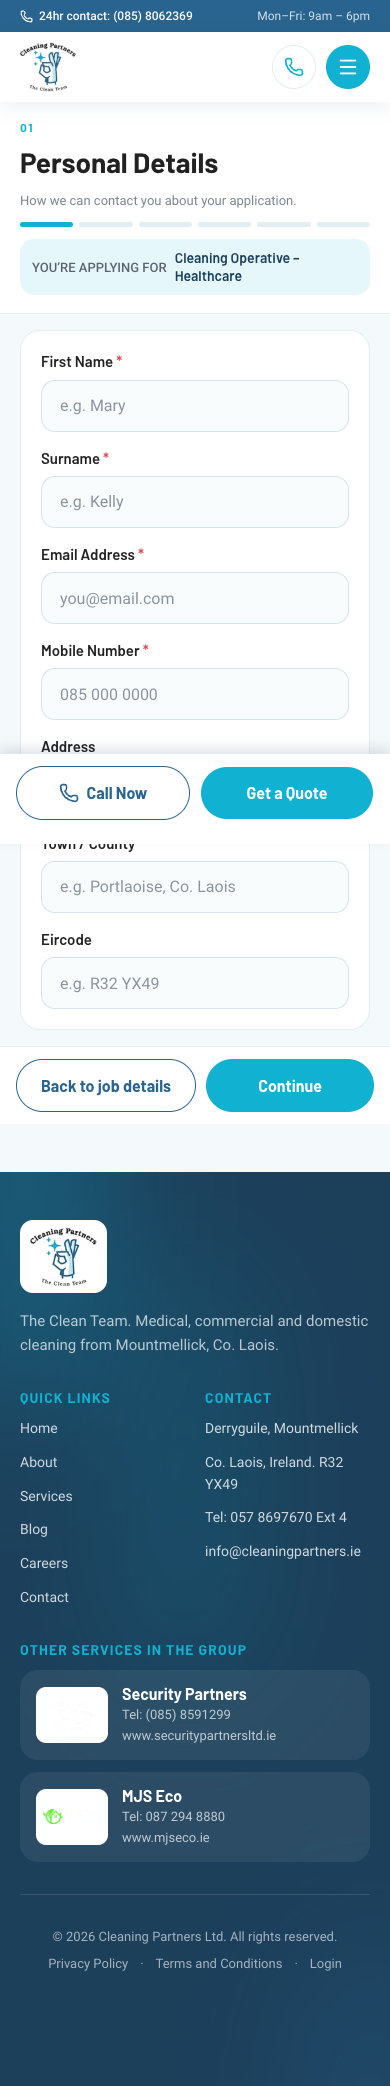 24hr contact: (085) 8062369
Mon–Fri: 9am – 6pm
Cleaning Partners
The Clean Team
01
Personal Details
How we can contact you about your application.
YOU'RE APPLYING FOR
Cleaning Operative –
Healthcare
First Name *
e.g. Mary
Surname *
e.g. Kelly
Email Address *
you@email.com
Mobile Number *
085 000 0000
Address
Call Now
Get a Quote
Town / County
e.g. Portlaoise, Co. Laois
Eircode
e.g. R32 YX49
Back to job details
Continue
Cleaning Partners
The Clean Team
The Clean Team. Medical, commercial and domestic
cleaning from Mountmellick, Co. Laois.
QUICK LINKS
Home
About
Services
Blog
Careers
Contact
CONTACT
Derryguile, Mountmellick
Co. Laois, Ireland. R32
YX49
Tel: 057 8697670 Ext 4
info@cleaningpartners.ie
OTHER SERVICES IN THE GROUP
Security Partners
Tel: (085) 8591299
www.securitypartnersltd.ie
MJS Eco
Tel: 087 294 8880
www.mjseco.ie
© 2026 Cleaning Partners Ltd. All rights reserved.
Privacy Policy · Terms and Conditions · Login